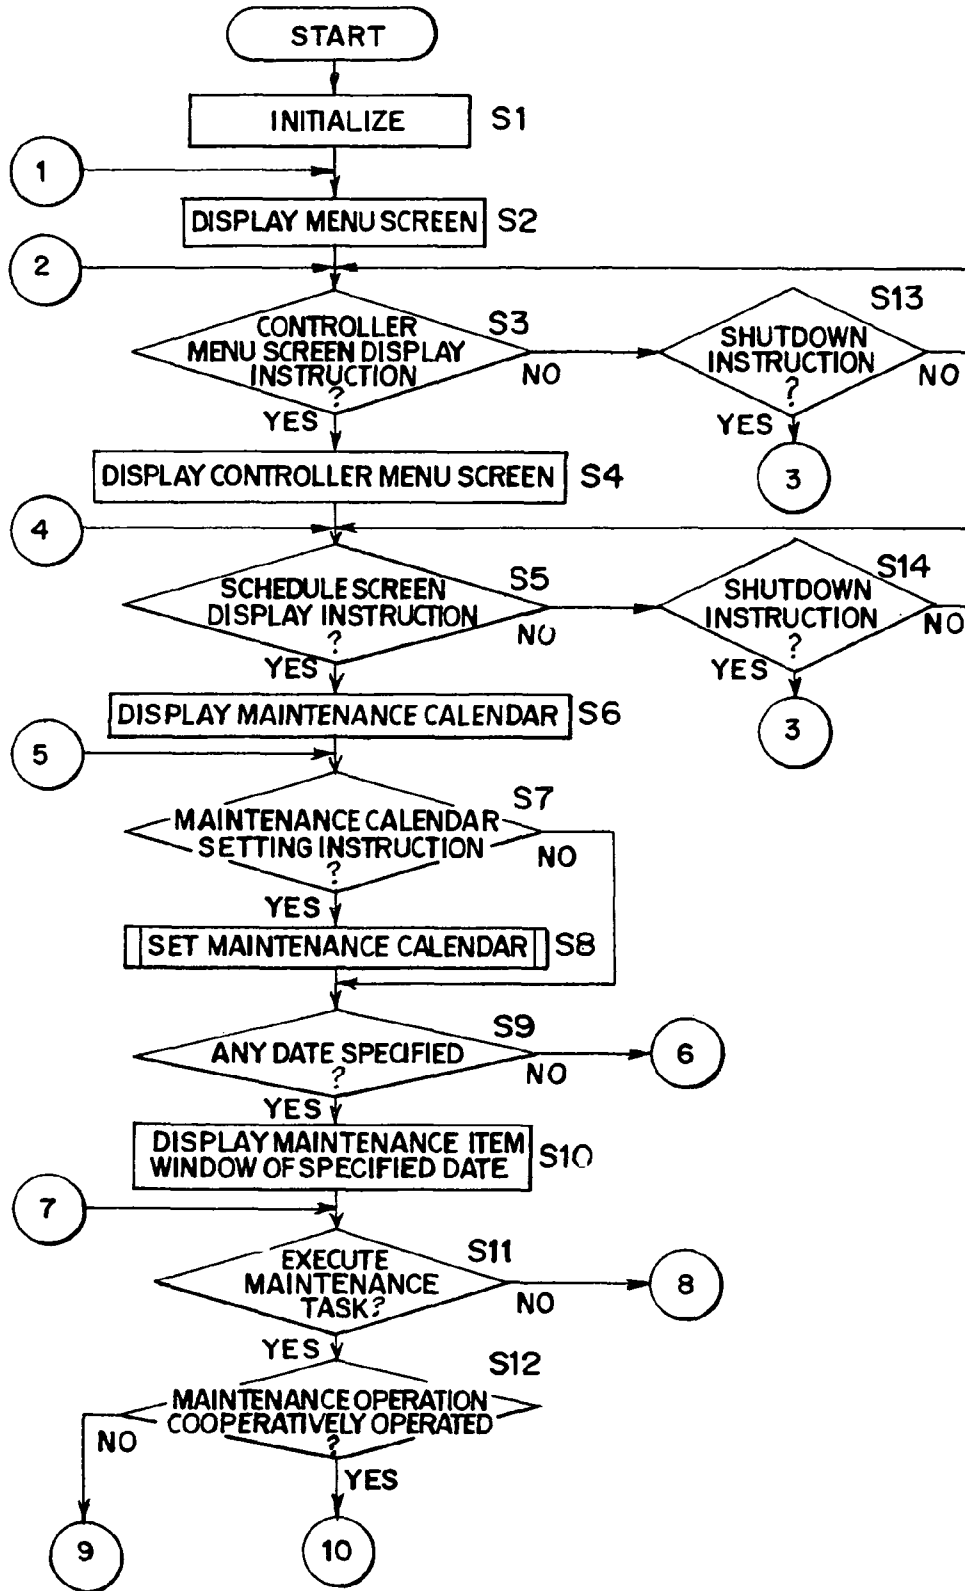 START
INITIALIZE
S1
1
DISPLAY MENU SCREEN
S2
2
CONTROLLER
MENU SCREEN DISPLAY
INSTRUCTION
?
S3
NO
YES
SHUTDOWN
INSTRUCTION
?
S13
NO
YES
3
DISPLAY CONTROLLER MENU SCREEN
S4
4
SCHEDULE SCREEN
DISPLAY INSTRUCTION
?
S5
NO
YES
SHUTDOWN
INSTRUCTION
?
S14
NO
YES
3
DISPLAY MAINTENANCE CALENDAR
S6
5
MAINTENANCE CALENDAR
SETTING INSTRUCTION
?
S7
NO
YES
SET MAINTENANCE CALENDAR
S8
ANY DATE SPECIFIED
?
S9
NO
6
YES
DISPLAY MAINTENANCE ITEM
WINDOW OF SPECIFIED DATE
S10
7
EXECUTE
MAINTENANCE
TASK?
S11
NO
8
YES
MAINTENANCE OPERATION
COOPERATIVELY OPERATED
?
S12
NO
YES
9
10